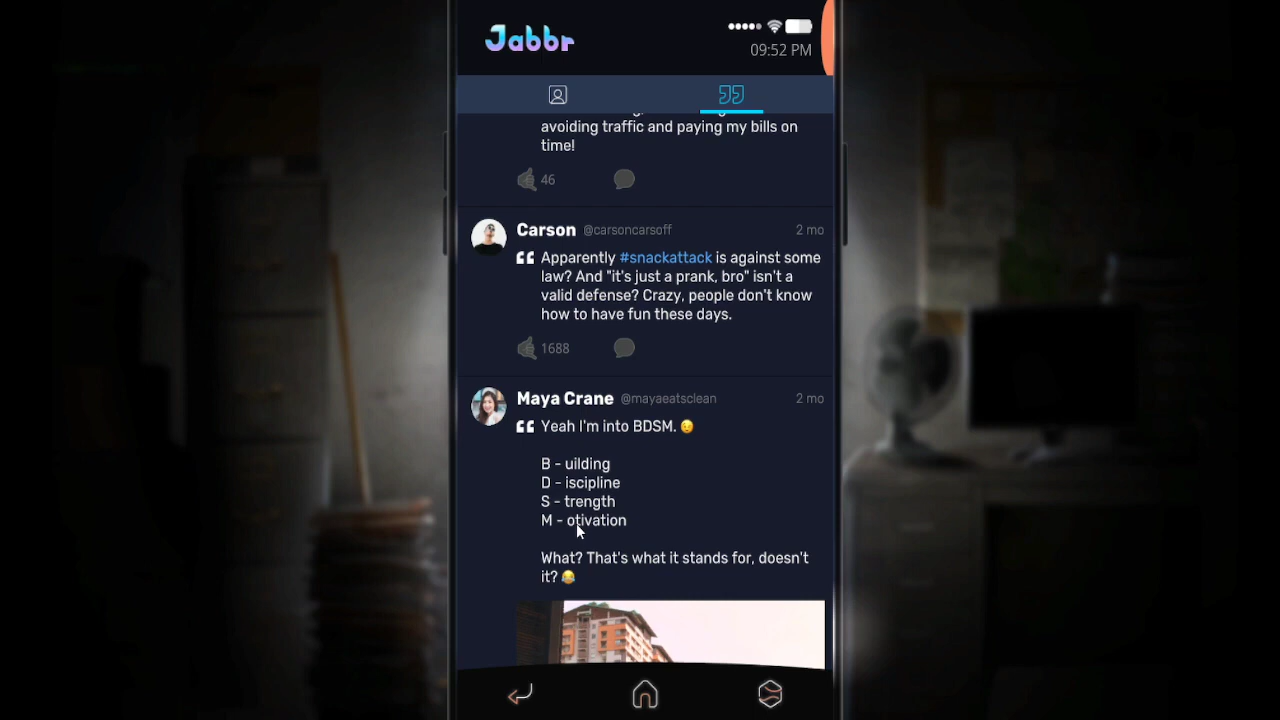 Jabbr
09:52 PM
avoiding traffic and paying my bills on
time!
46
Carson @carsoncarsoff 2 mo
Apparently #snackattack is against some
law? And "it's just a prank, bro" isn't a
valid defense? Crazy, people don't know
how to have fun these days.
1688
Maya Crane @mayaeatsclean 2 mo
Yeah I'm into BDSM. 😉
B - uilding
D - iscipline
S - trength
M - otivation
What? That's what it stands for, doesn't
it? 😂